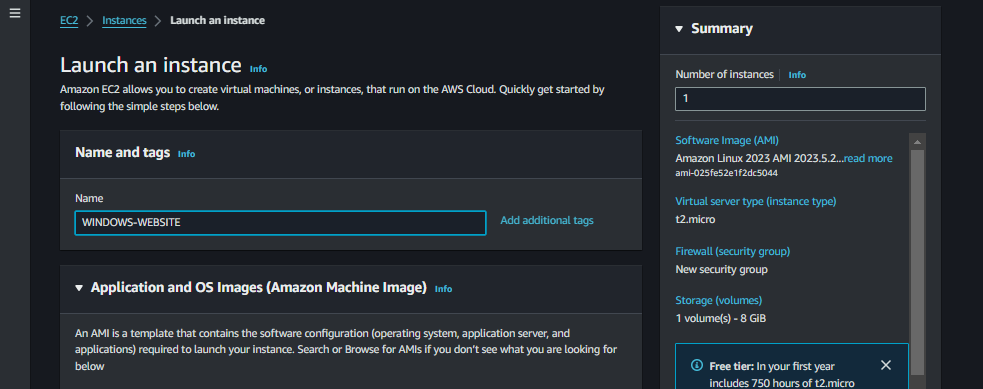 EC2 > Instances > Launch an instance
Launch an instance Info
Amazon EC2 allows you to create virtual machines, or instances, that run on the AWS Cloud. Quickly get started by
following the simple steps below.
Name and tags Info
Name
WINDOWS-WEBSITE
Add additional tags
Application and OS Images (Amazon Machine Image) Info
An AMI is a template that contains the software configuration (operating system, application server, and
applications) required to launch your instance. Search or Browse for AMIs if you don't see what you are looking for
below
Summary
Number of instances Info
1
Software Image (AMI)
Amazon Linux 2023 AMI 2023.5.2...read more
ami-025fe52e1f2dc5044
Virtual server type (instance type)
t2.micro
Firewall (security group)
New security group
Storage (volumes)
1 volume(s) - 8 GiB
Free tier: In your first year
includes 750 hours of t2.micro